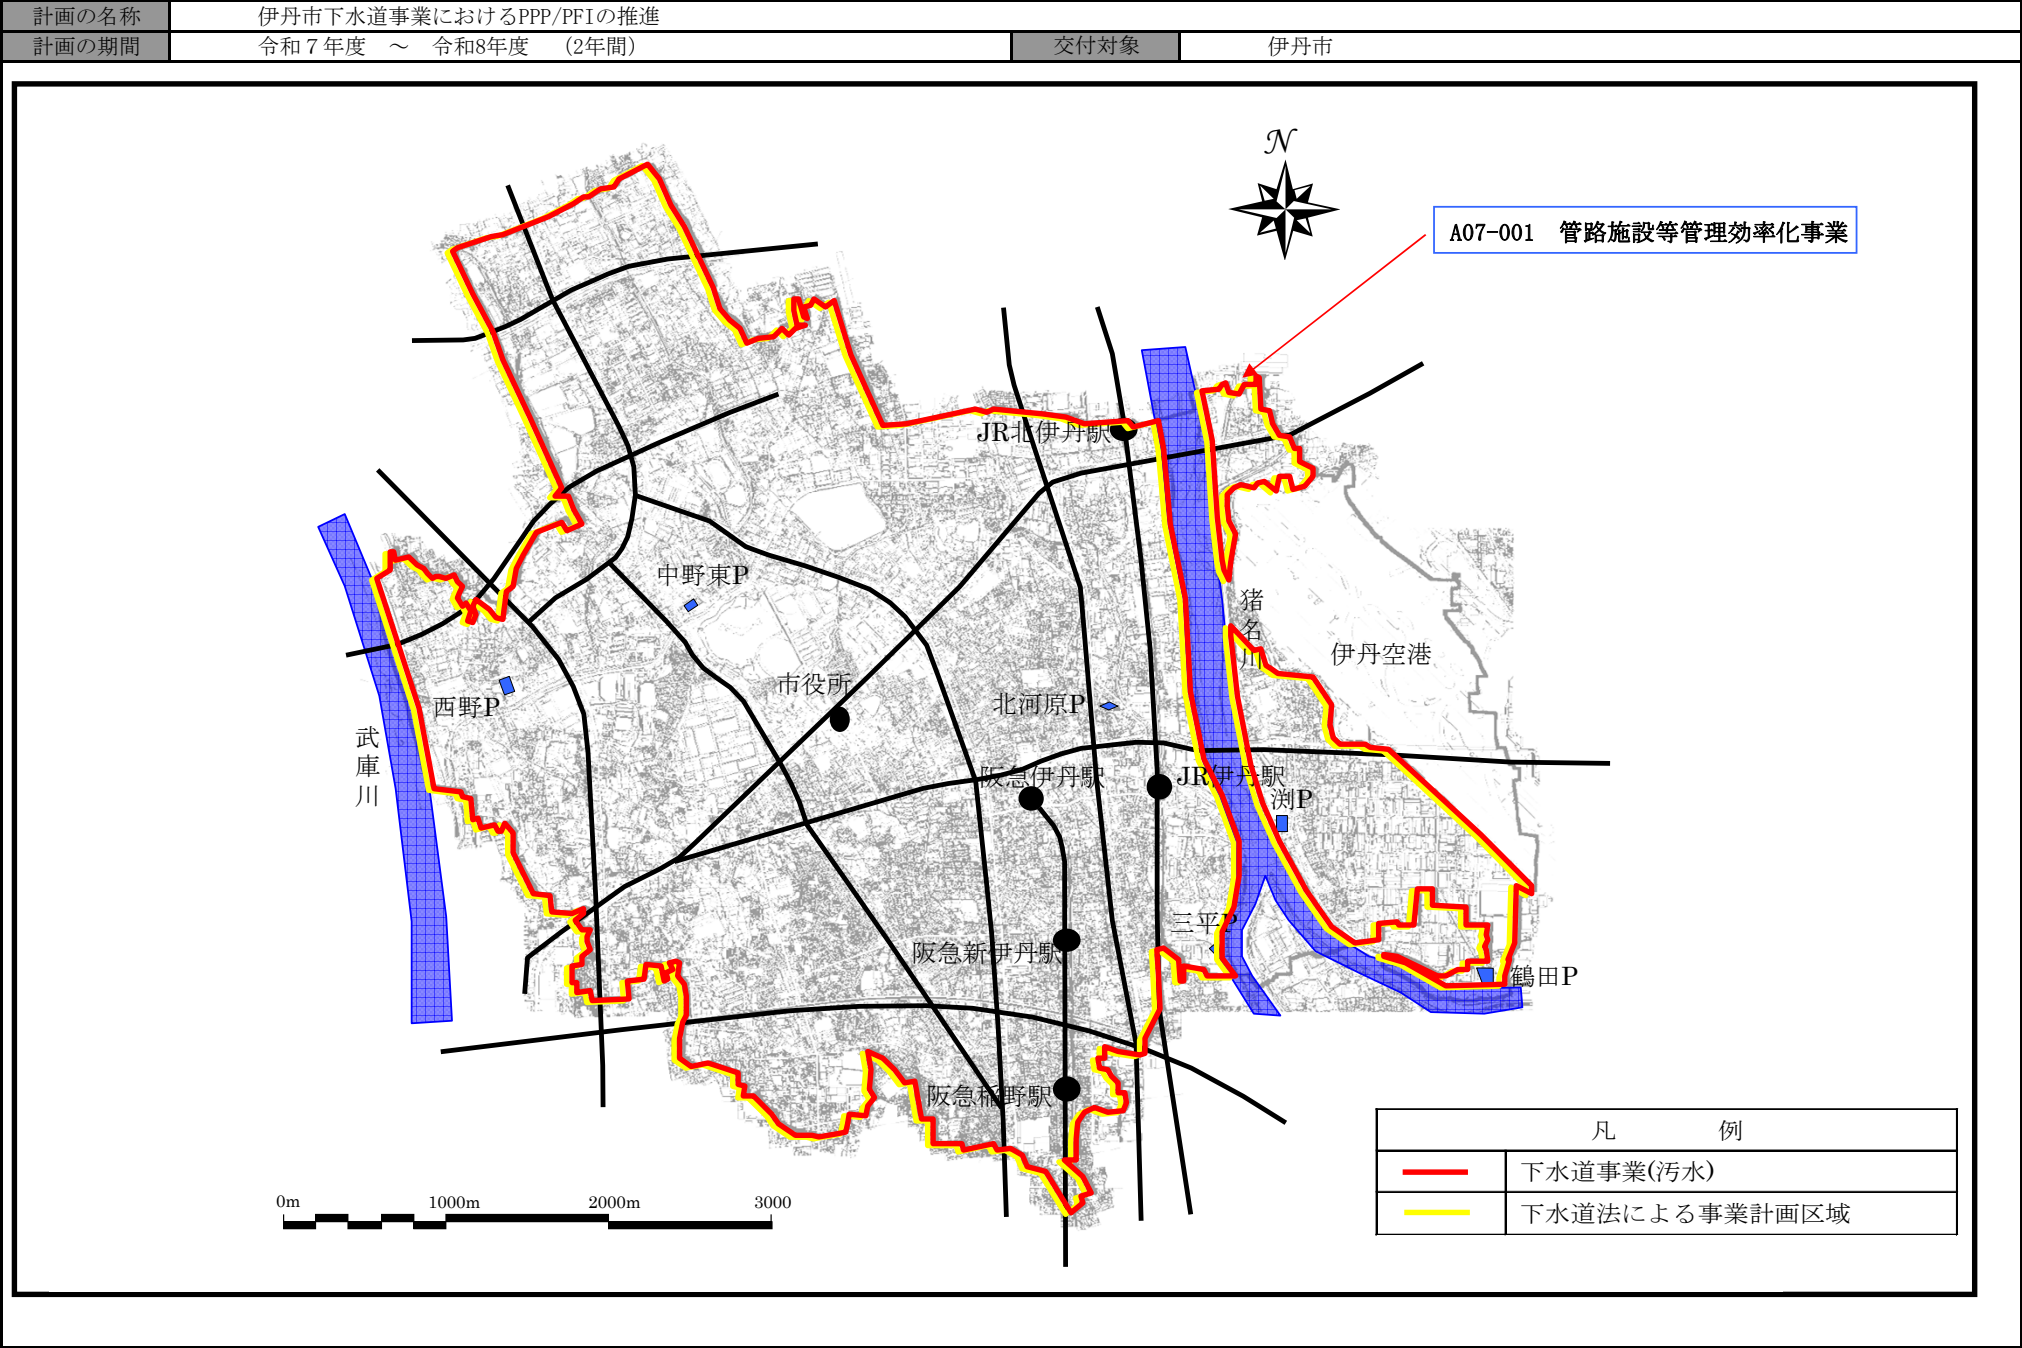 計画の名称 伊丹市下水道事業におけるPPP/PFIの推進
計画の期間 令和７年度 ～ 令和8年度 (2年間) 交付対象 伊丹市
N
A07-001 管路施設等管理効率化事業
JR北伊丹駅
中野東P
猪名川
伊丹空港
市役所
西野P
北河原P
武庫川
阪急伊丹駅
JR伊丹駅
渕P
三平P
阪急新伊丹駅
鶴田P
阪急稲野駅
凡 例
下水道事業(汚水)
下水道法による事業計画区域
0m 1000m 2000m 3000